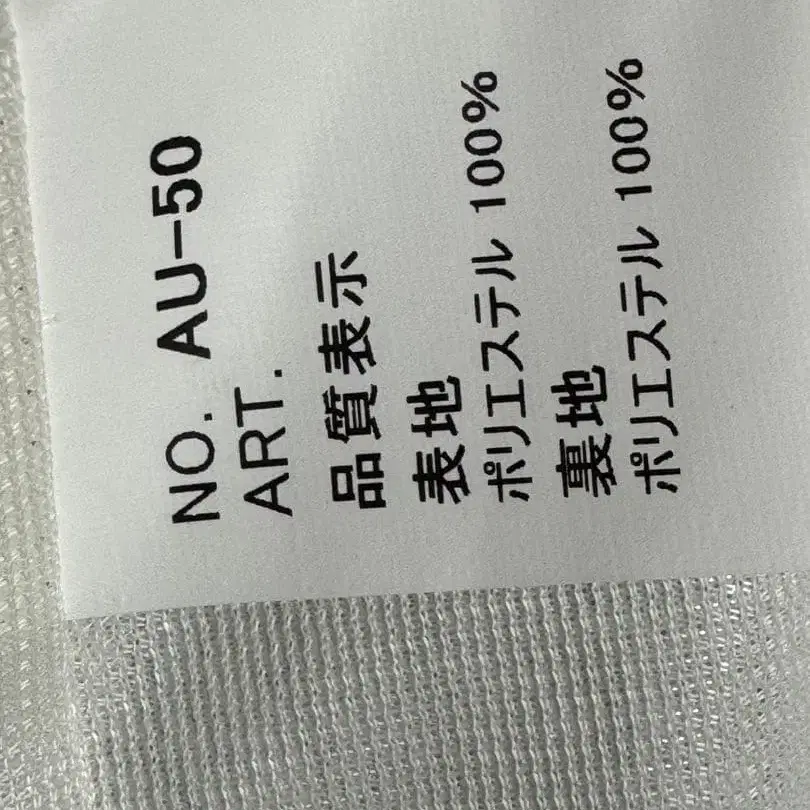 NO. AU-50
ART.
品質表示
表地
ポリエステル 100%
裏地
ポリエステル 100%